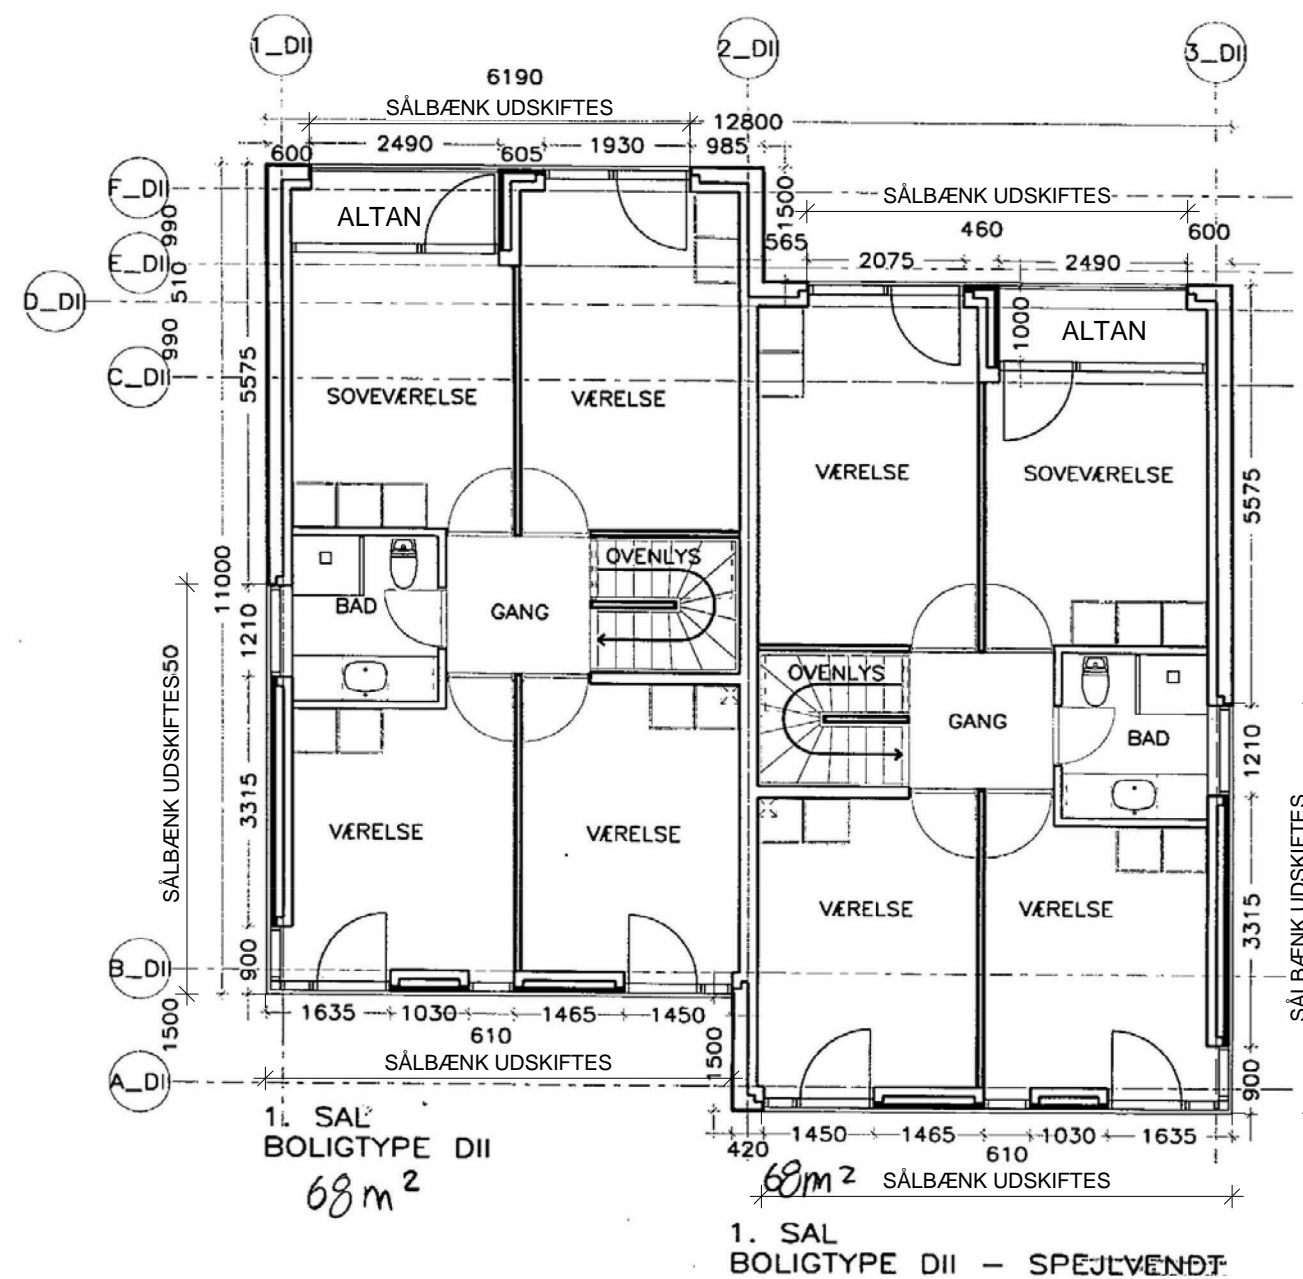 1_DII
2_DII
3_DII
6190
SÅLBÆNK UDSKIFTES
12800
600
2490
605
1930
985
F_DII
990
E_DII
510
D_DII
990
C_DII
1500
SÅLBÆNK UDSKIFTES
565
460
600
2075
2490
ALTAN
1000
ALTAN
5575
SOVEVÆRELSE
VÆRELSE
VÆRELSE
SOVEVÆRELSE
5575
11000
OVENLYS
BAD
GANG
1210
SÅLBÆNK UDSKIFTES50
OVENLYS
GANG
BAD
1210
3315
VÆRELSE
VÆRELSE
VÆRELSE
VÆRELSE
3315
SÅLBÆNK UDSKIFTES
B_DII
900
1500
1635
1030
610
1465
1450
1500
SÅLBÆNK UDSKIFTES
A_DII
900
1. SAL
BOLIGTYPE DII
68 m²
420
1450
1465
610
1030
1635
68m²
SÅLBÆNK UDSKIFTES
1. SAL
BOLIGTYPE DII – SPEJLVENDT